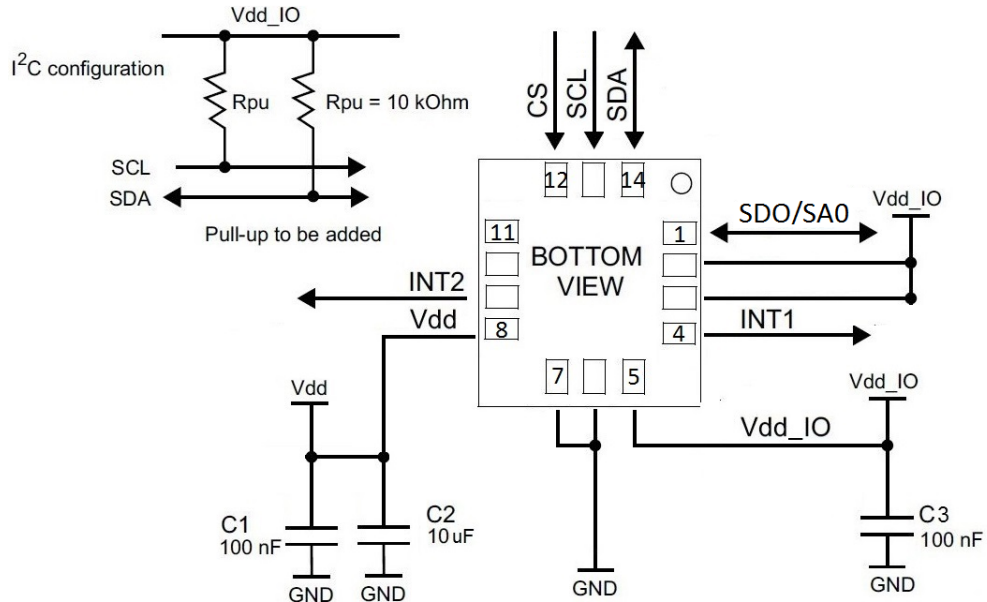 Vdd_IO
I²C configuration
Rpu
Rpu = 10 kOhm
SCL
SDA
Pull-up to be added
CS
SCL
SDA
12
14
SDO/SA0
Vdd_IO
11
1
BOTTOM
VIEW
INT2
Vdd
8
4
INT1
7
5
Vdd
Vdd_IO
Vdd_IO
C1
100 nF
C2
10uF
C3
100 nF
GND
GND
GND
GND